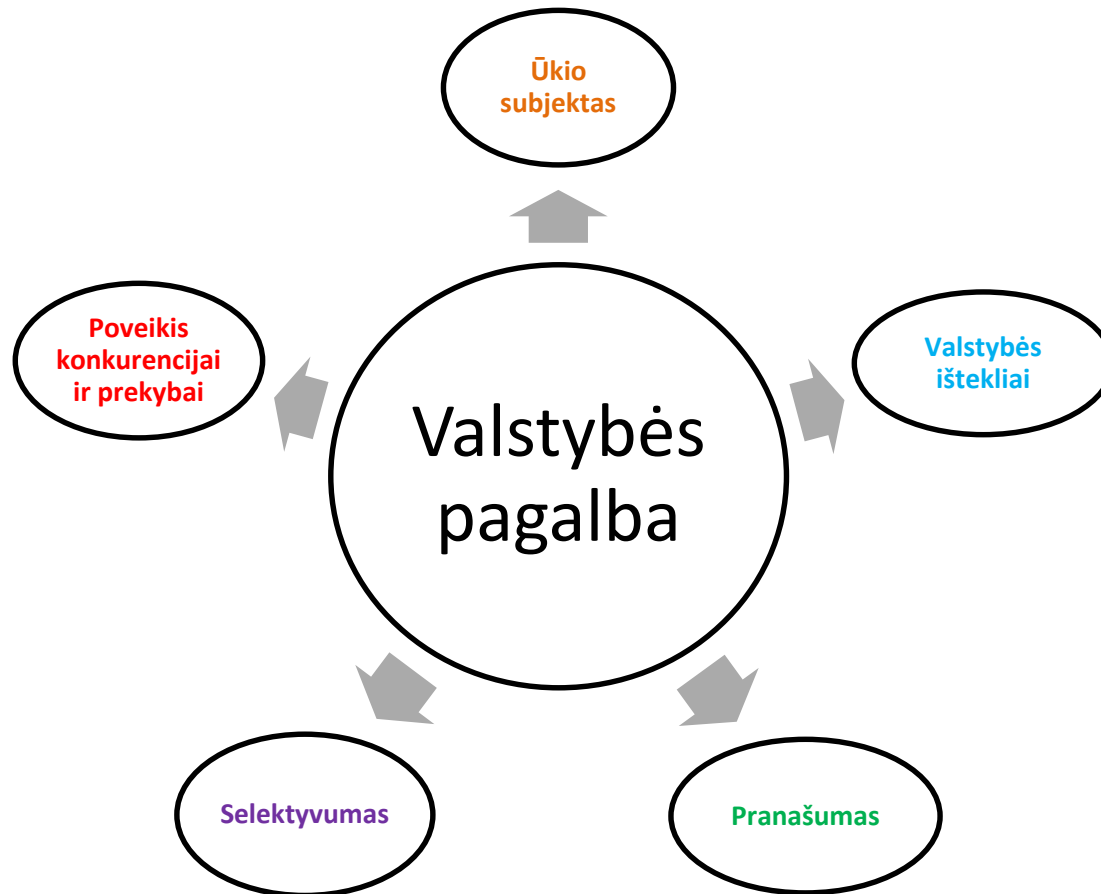 Ūkio
subjektas
Poveikis
konkurencijai
ir prekybai
Valstybės
ištekliai
Valstybės
pagalba
Selektyvumas
Pranašumas